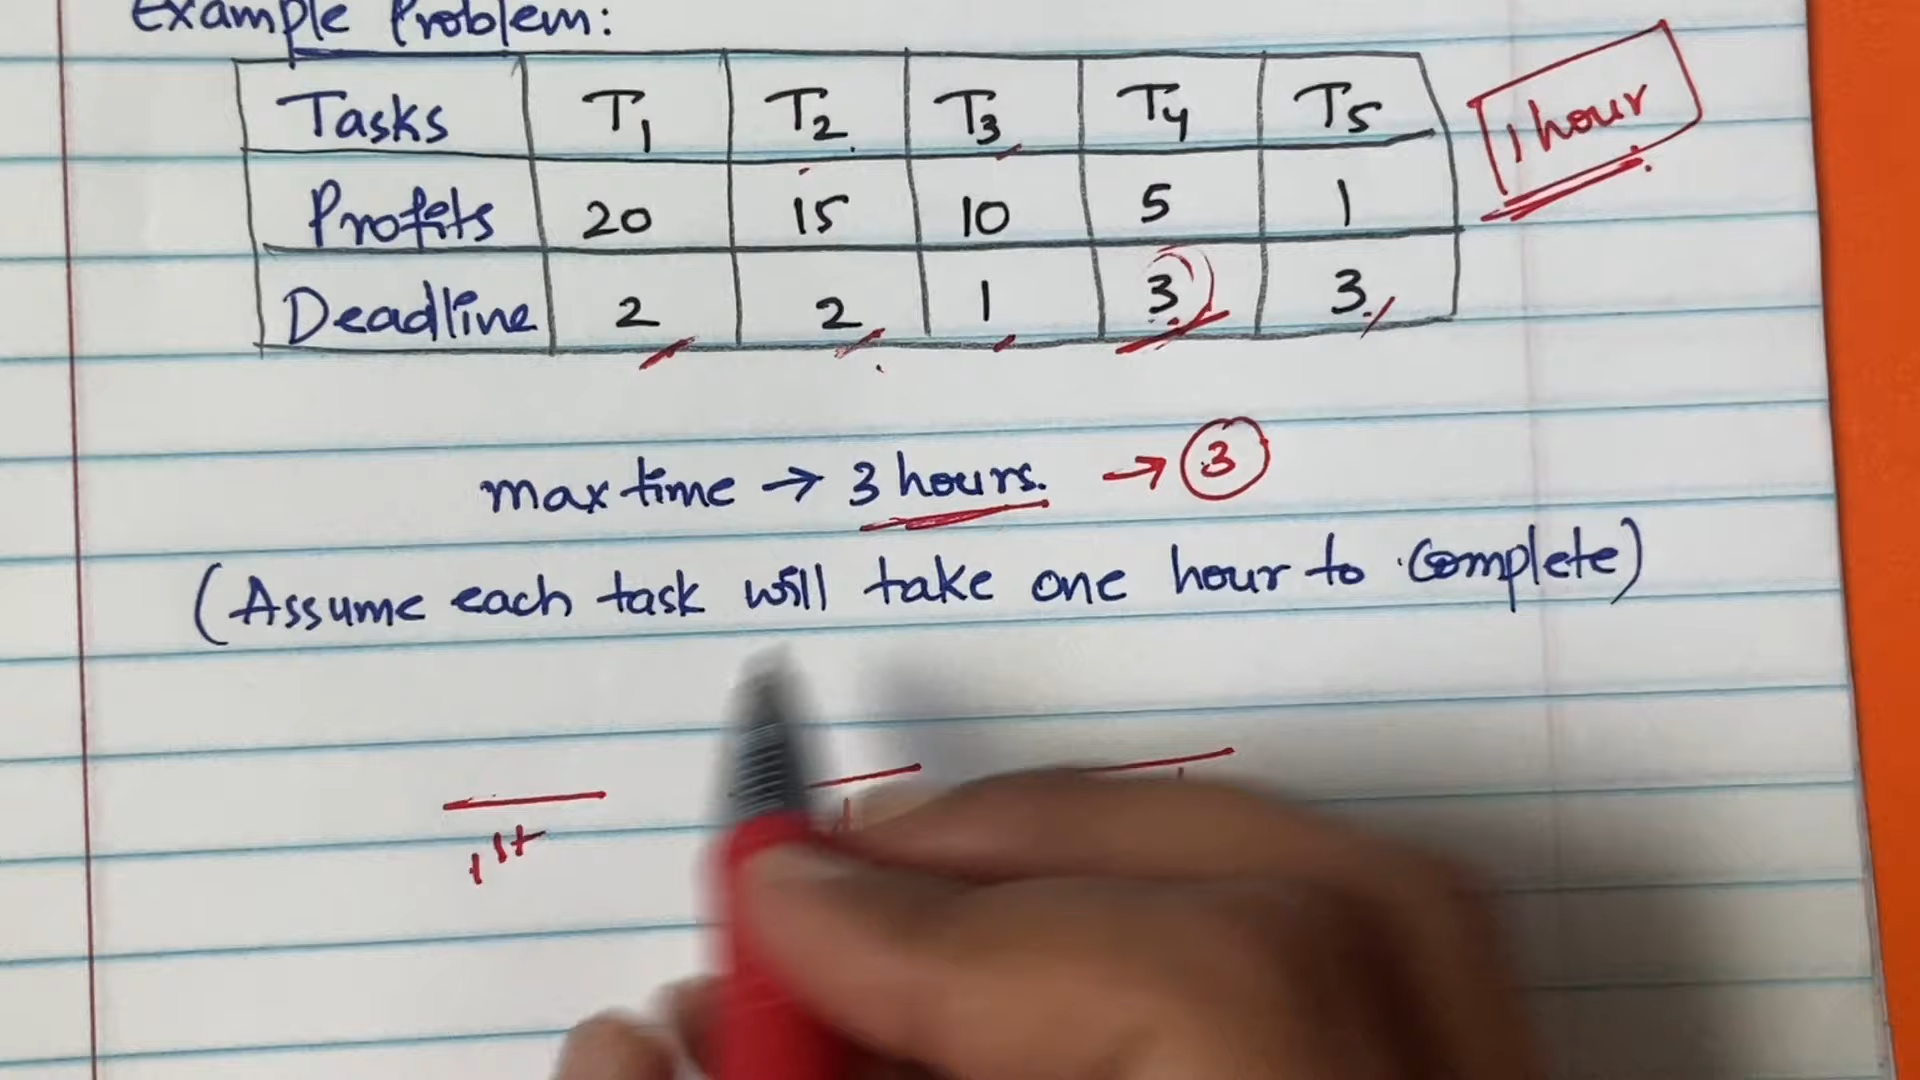 Example Problem:
Tasks T1 T2 T3 T4 T5
1 hour
Profits 20 15 10 5 1
Deadline 2 2 1 3 3
max time → 3 hours. → 3
(Assume each task will take one hour to complete)
1st